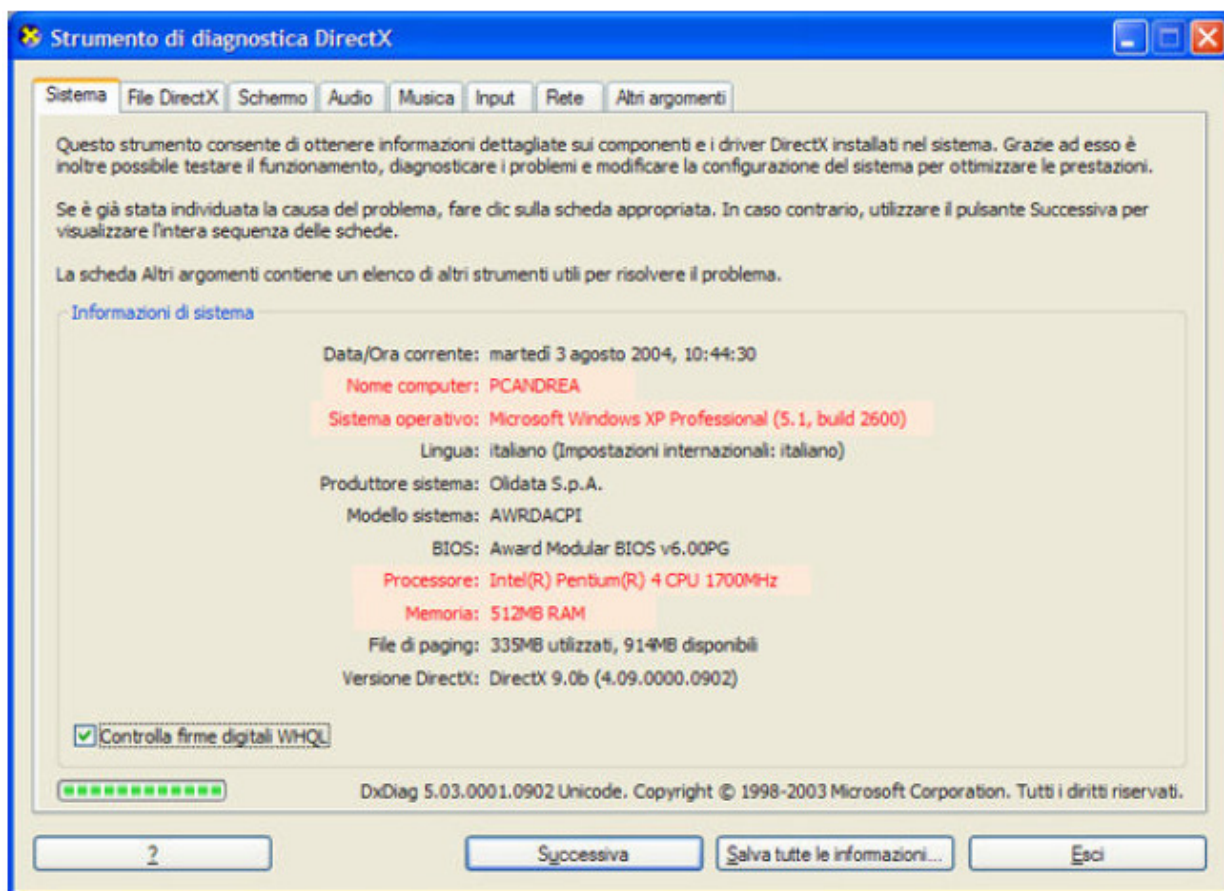 Strumento di diagnostica DirectX
Sistema File DirectX Schermo Audio Musica Input Rete Altri argomenti
Questo strumento consente di ottenere informazioni dettagliate sui componenti e i driver DirectX installati nel sistema. Grazie ad esso è
inoltre possibile testare il funzionamento, diagnosticare i problemi e modificare la configurazione del sistema per ottimizzare le prestazioni.
Se è già stata individuata la causa del problema, fare clic sulla scheda appropriata. In caso contrario, utilizzare il pulsante Successiva per
visualizzare l'intera sequenza delle schede.
La scheda Altri argomenti contiene un elenco di altri strumenti utili per risolvere il problema.
Informazioni di sistema
Data/Ora corrente: martedì 3 agosto 2004, 10:44:30
Nome computer: PCANDREA
Sistema operativo: Microsoft Windows XP Professional (5.1, build 2600)
Lingua: italiano (Impostazioni internazionali: italiano)
Produttore sistema: Olidata S.p.A.
Modello sistema: AWRDACPI
BIOS: Award Modular BIOS v6.00PG
Processore: Intel(R) Pentium(R) 4 CPU 1700MHz
Memoria: 512MB RAM
File di paging: 335MB utilizzati, 914MB disponibili
Versione DirectX: DirectX 9.0b (4.09.0000.0902)
Controlla firme digitali WHQL
DxDiag 5.03.0001.0902 Unicode. Copyright © 1998-2003 Microsoft Corporation. Tutti i diritti riservati.
? Successiva Salva tutte le informazioni... Esci